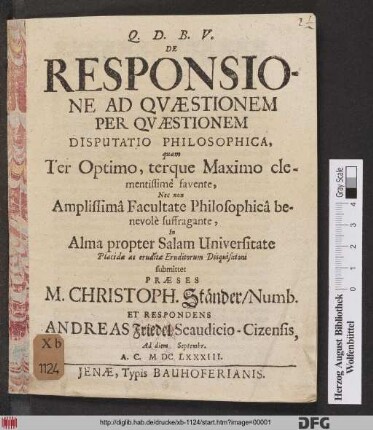 Q. D. B. V.
DE
RESPONSIO-
NE AD QVÆSTIONEM
PER QVÆSTIONEM
DISPUTATIO PHILOSOPHICA,
quam
Ter Optimo, terque Maximo cle-
mentissimè favente,
Nec non
Amplissimâ Facultate Philosophicâ be-
nevolè suffragante,
In
Alma propter Salam Universitate
Placidæ ac eruditæ Eruditorum Disquisitioni
submittet
PRÆSES
M. CHRISTOPH. Ständer/Numb.
ET RESPONDENS
ANDREAS Friedel/Scaudicio-Cizensis,
Ad diem Septembr.
A. C. M DC LXXXIII.
JENÆ, Typis BAUHOFERIANIS.
Xb
1124
Gray Scale
Herzog August Bibliothek
Wolfenbüttel
http://diglib.hab.de/drucke/xb-1124/start.htm?image=00001
DFG